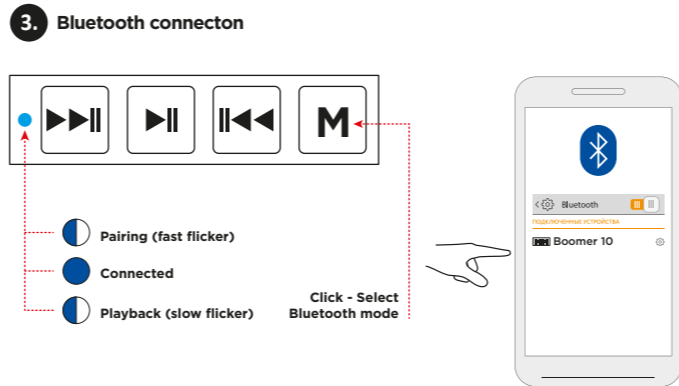 3. Bluetooth connecton
M
Pairing (fast flicker)
Connected
Playback (slow flicker)
Click - Select
Bluetooth mode
Bluetooth
ПОДКЛЮЧЕННЫЕ УСТРОЙСТВА
Boomer 10